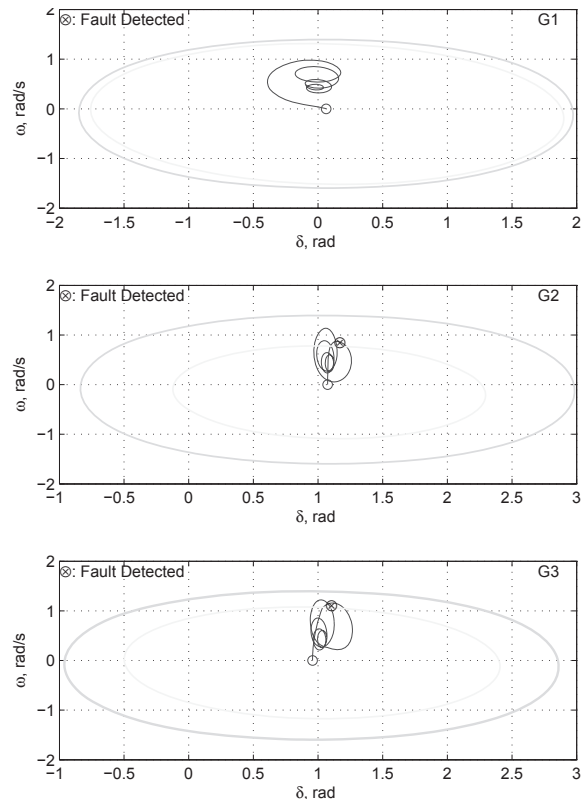 ⊗: Fault Detected G1
2
1
0
−1
−2
ω, rad/s
−2 −1.5 −1 −0.5 0 0.5 1 1.5 2
δ, rad
⊗: Fault Detected G2
2
1
0
−1
−2
ω, rad/s
−1 −0.5 0 0.5 1 1.5 2 2.5 3
δ, rad
⊗: Fault Detected G3
2
1
0
−1
−2
ω, rad/s
−1 −0.5 0 0.5 1 1.5 2 2.5 3
δ, rad